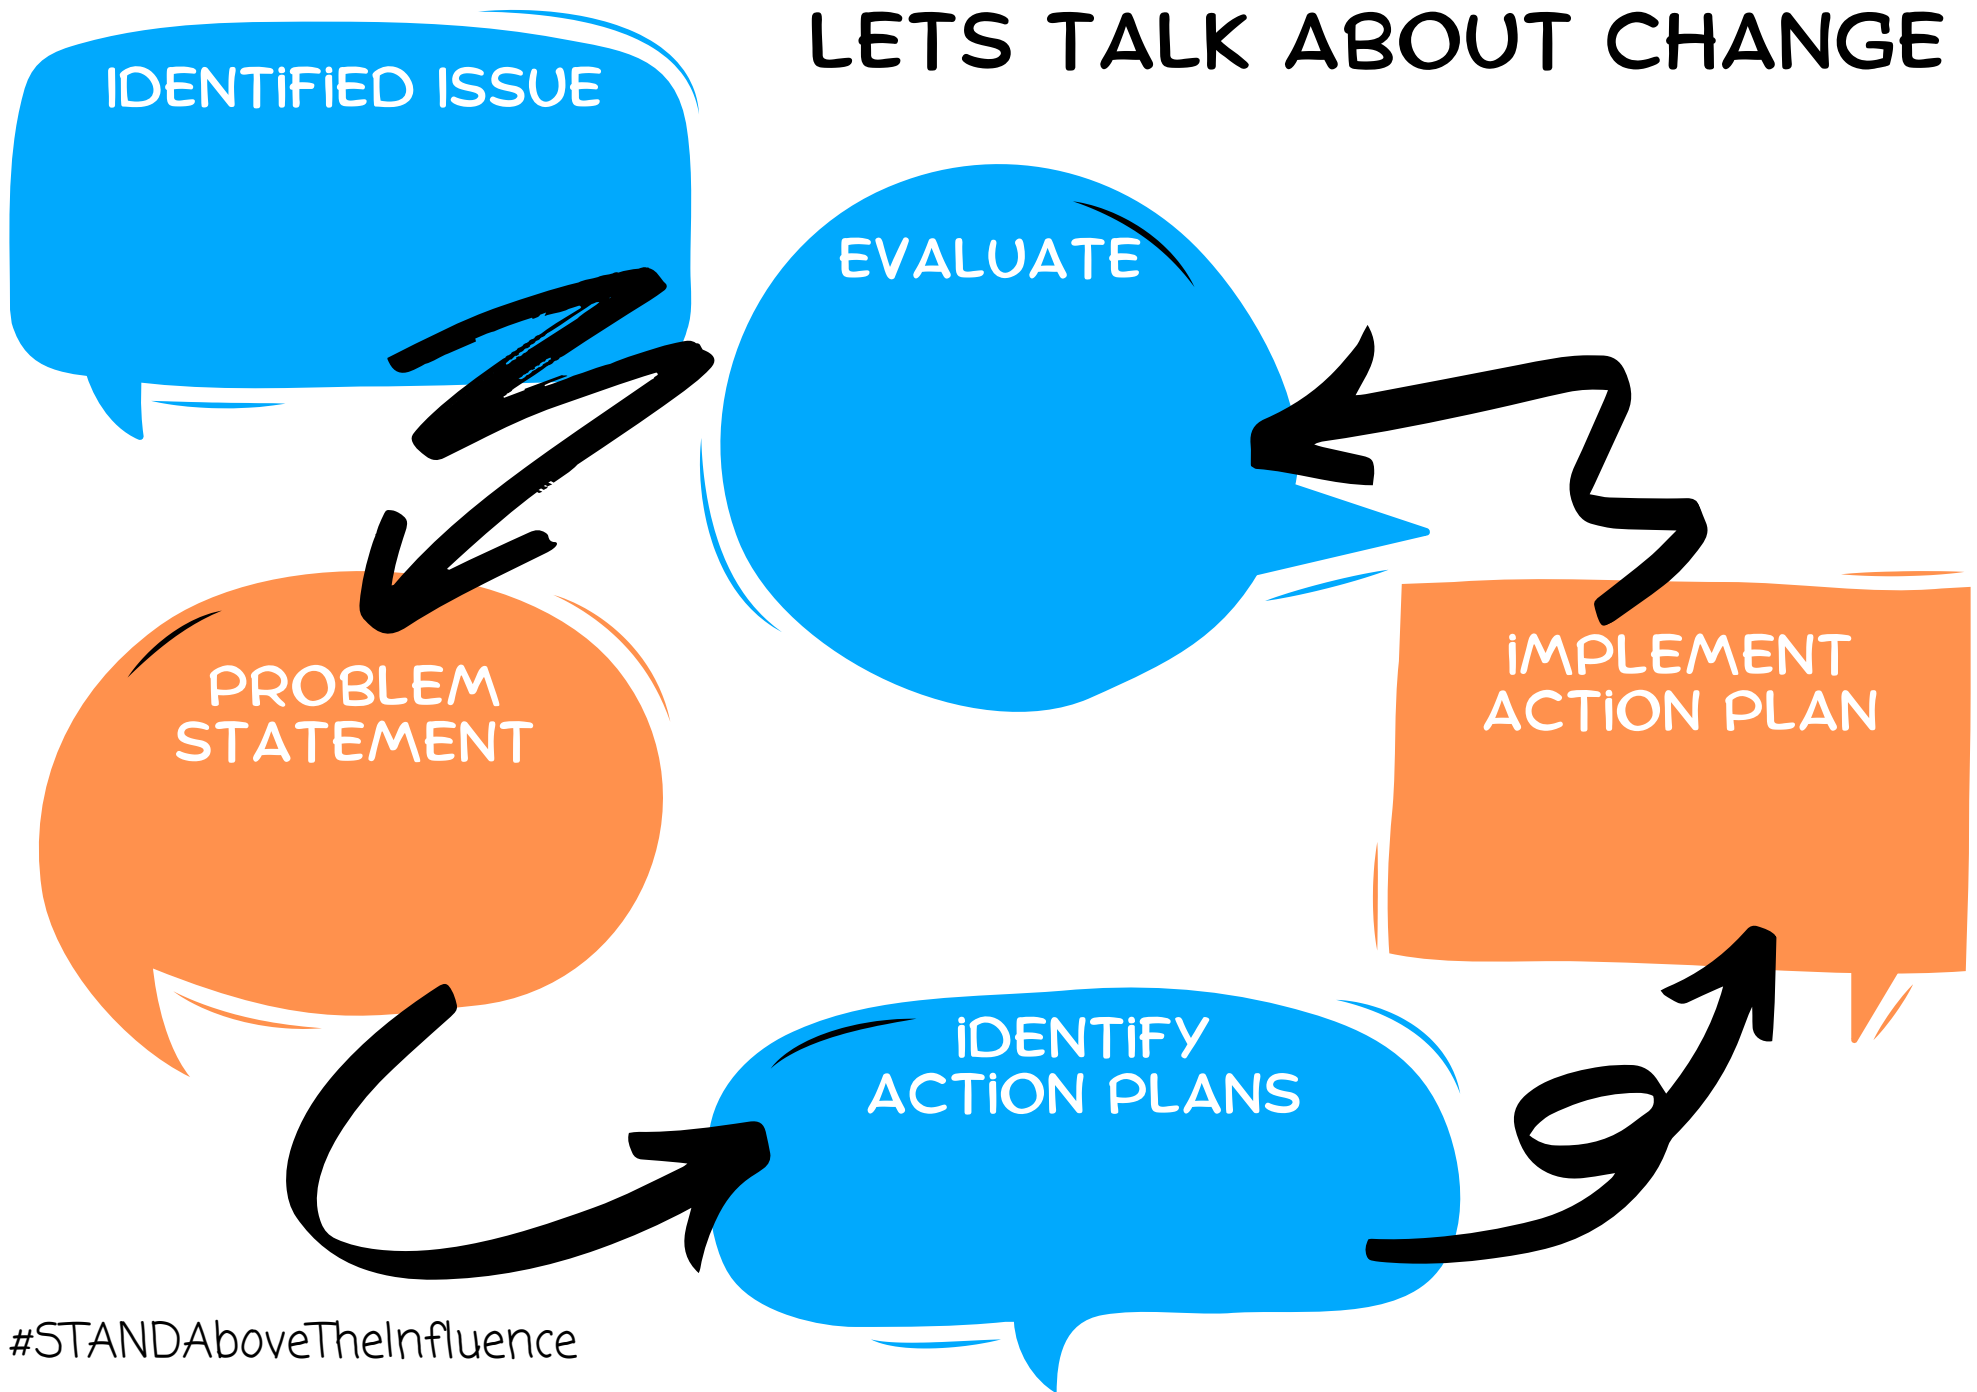 LETS TALK ABOUT CHANGE
IDENTIFIED ISSUE
EVALUATE
PROBLEM
STATEMENT
IMPLEMENT
ACTION PLAN
IDENTIFY
ACTION PLANS
#STANDAboveTheInfluence